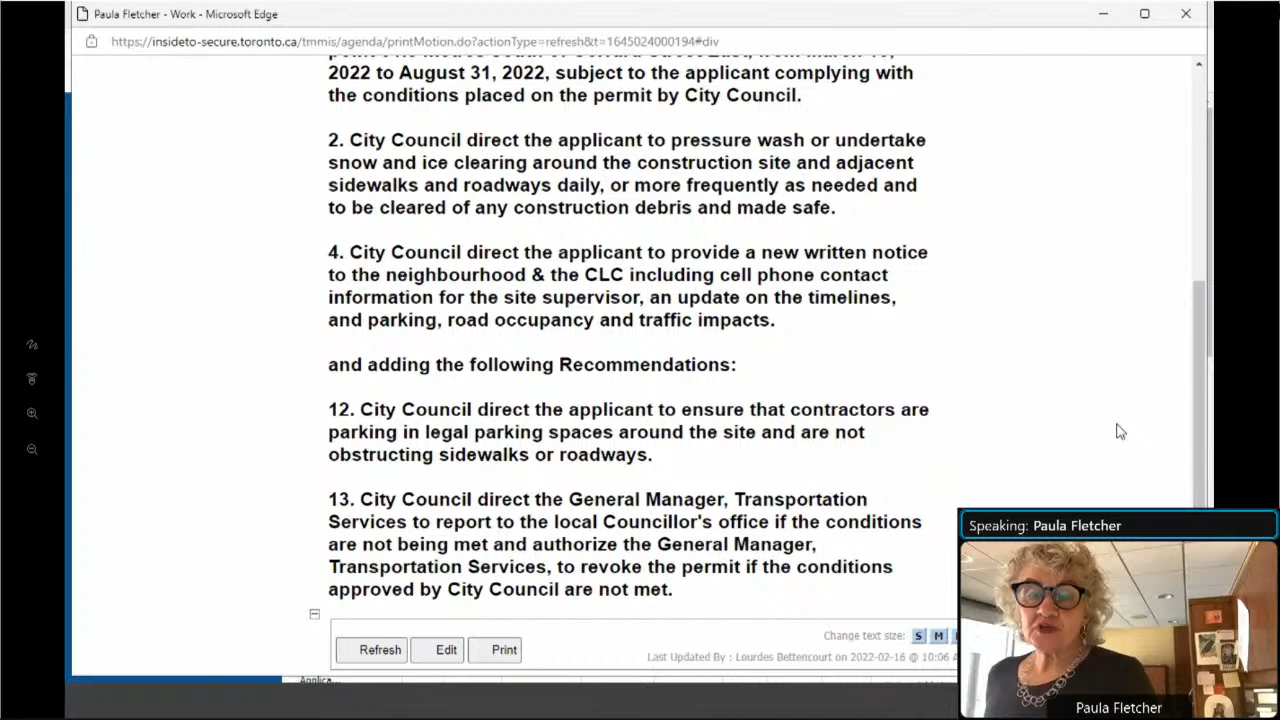 Paula Fletcher - Work - Microsoft Edge
https://insideto-secure.toronto.ca/tmmis/agenda/printMotion.do?actionType=refresh&t=1645024000194#div
2022 to August 31, 2022, subject to the applicant complying with
the conditions placed on the permit by City Council.
2. City Council direct the applicant to pressure wash or undertake
snow and ice clearing around the construction site and adjacent
sidewalks and roadways daily, or more frequently as needed and
to be cleared of any construction debris and made safe.
4. City Council direct the applicant to provide a new written notice
to the neighbourhood & the CLC including cell phone contact
information for the site supervisor, an update on the timelines,
and parking, road occupancy and traffic impacts.
and adding the following Recommendations:
12. City Council direct the applicant to ensure that contractors are
parking in legal parking spaces around the site and are not
obstructing sidewalks or roadways.
13. City Council direct the General Manager, Transportation
Services to report to the local Councillor's office if the conditions
are not being met and authorize the General Manager,
Transportation Services, to revoke the permit if the conditions
approved by City Council are not met.
Refresh Edit Print
Change text size: S M
Last Updated By : Lourdes Bettencourt on 2022-02-16 @ 10:06
Applica...
Speaking: Paula Fletcher
Paula Fletcher